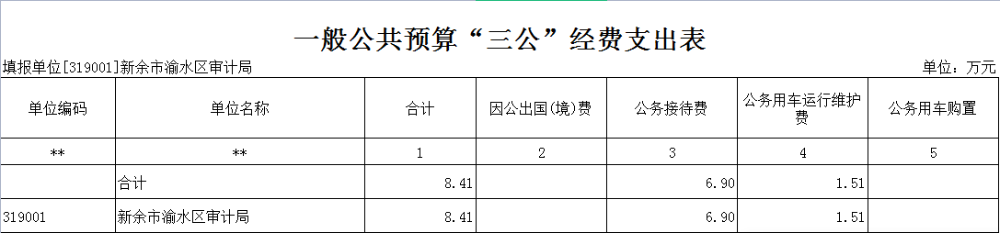 一般公共预算“三公”经费支出表
填报单位[319001]新余市渝水区审计局 单位：万元
单位编码 单位名称 合计 因公出国(境)费 公务接待费 公务用车运行维护费 公务用车购置
** ** 1 2 3 4 5
合计 8.41 6.90 1.51
319001 新余市渝水区审计局 8.41 6.90 1.51